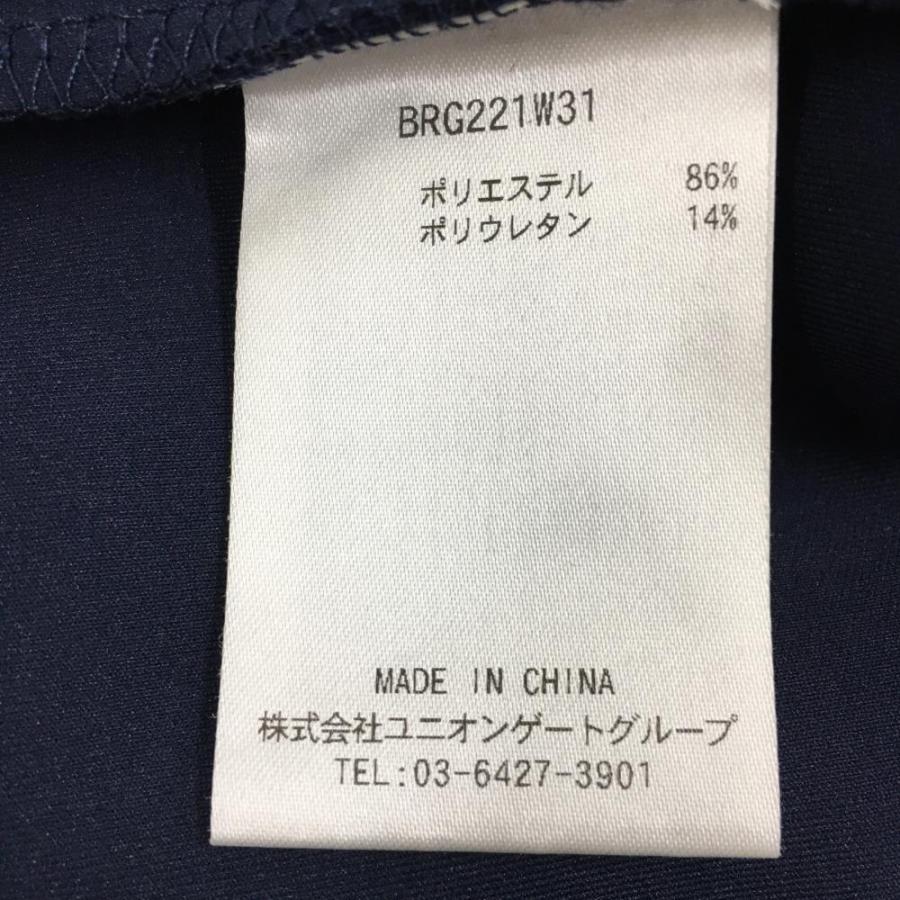 BRG221W31
ポリエステル 86%
ポリウレタン 14%
MADE IN CHINA
株式会社ユニオンゲートグループ
TEL:03-6427-3901